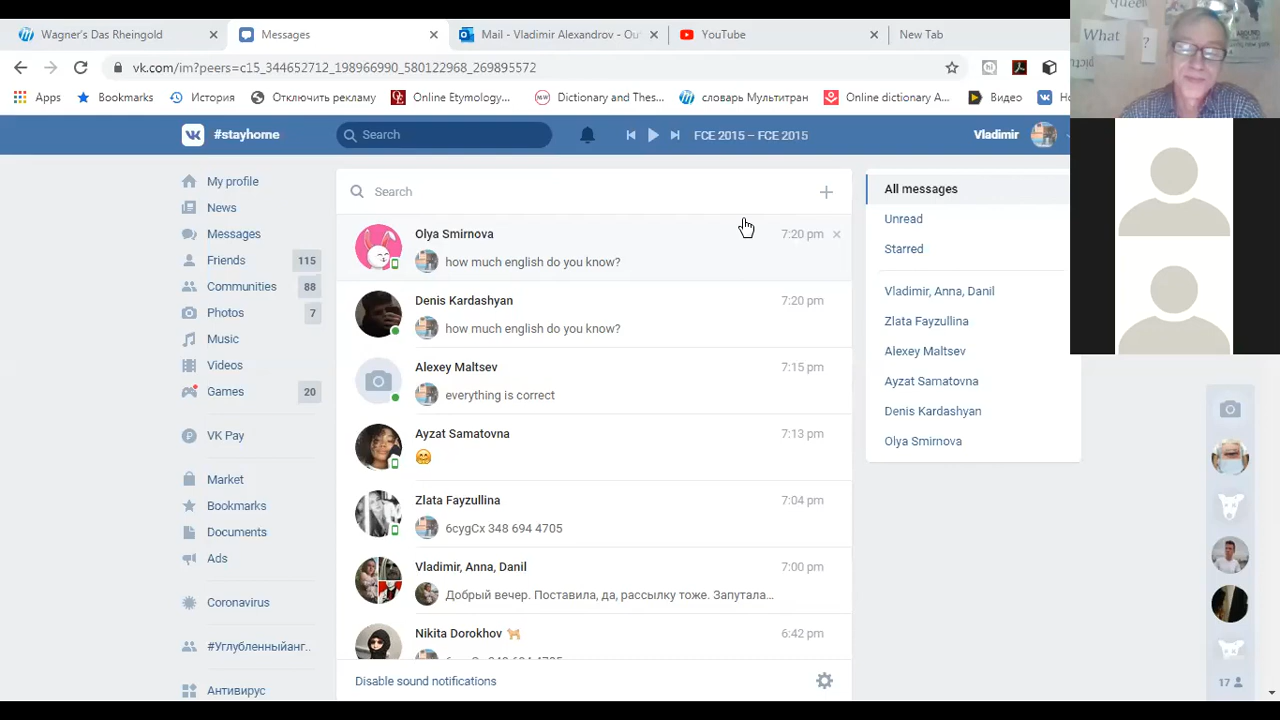 Wagner's Das Rheingold
Messages
Mail - Vladimir Alexandrov - Ou
YouTube
New Tab
vk.com/im?peers=c15_344652712_198966990_580122968_269895572
Apps
Bookmarks
История
Отключить рекламу
Online Etymology...
Dictionary and Thes...
словарь Мультитран
Online dictionary A...
Видео
#stayhome
Search
FCE 2015 – FCE 2015
Vladimir
My profile
News
Messages
Friends 115
Communities 88
Photos 7
Music
Videos
Games 20
VK Pay
Market
Bookmarks
Documents
Ads
Coronavirus
#Углубленныйанг..
Антивирус
Search
Olya Smirnova 7:20 pm
how much english do you know?
Denis Kardashyan 7:20 pm
how much english do you know?
Alexey Maltsev 7:15 pm
everything is correct
Ayzat Samatovna 7:13 pm
🤗
Zlata Fayzullina 7:04 pm
6cygCx 348 694 4705
Vladimir, Anna, Danil 7:00 pm
Добрый вечер. Поставила, да, рассылку тоже. Запутала...
Nikita Dorokhov 6:42 pm
Disable sound notifications
All messages
Unread
Starred
Vladimir, Anna, Danil
Zlata Fayzullina
Alexey Maltsev
Ayzat Samatovna
Denis Kardashyan
Olya Smirnova
17
What
?